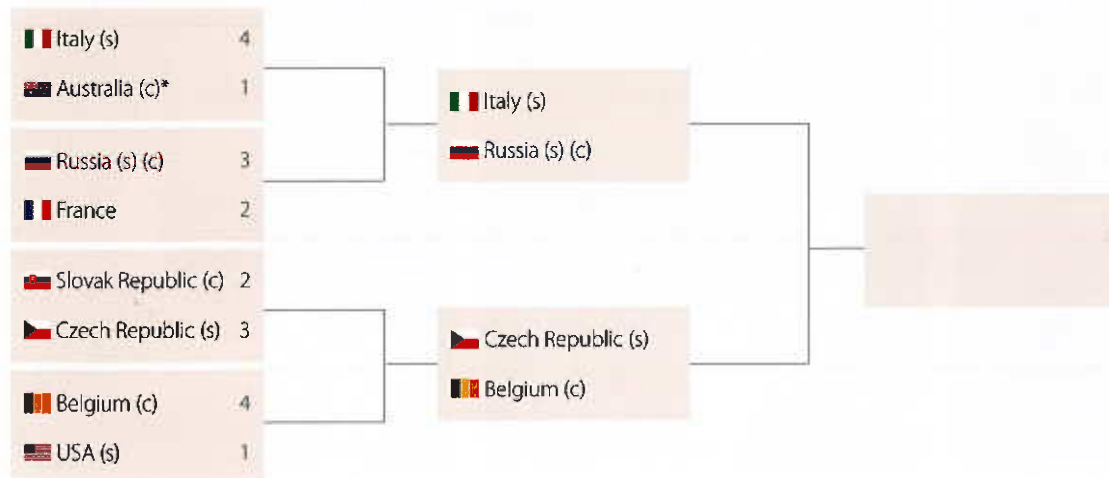 Italy (s) 4
Australia (c)* 1
Russia (s) (c) 3
France 2
Slovak Republic (c) 2
Czech Republic (s) 3
Belgium (c) 4
USA (s) 1
Italy (s)
Russia (s) (c)
Czech Republic (s)
Belgium (c)